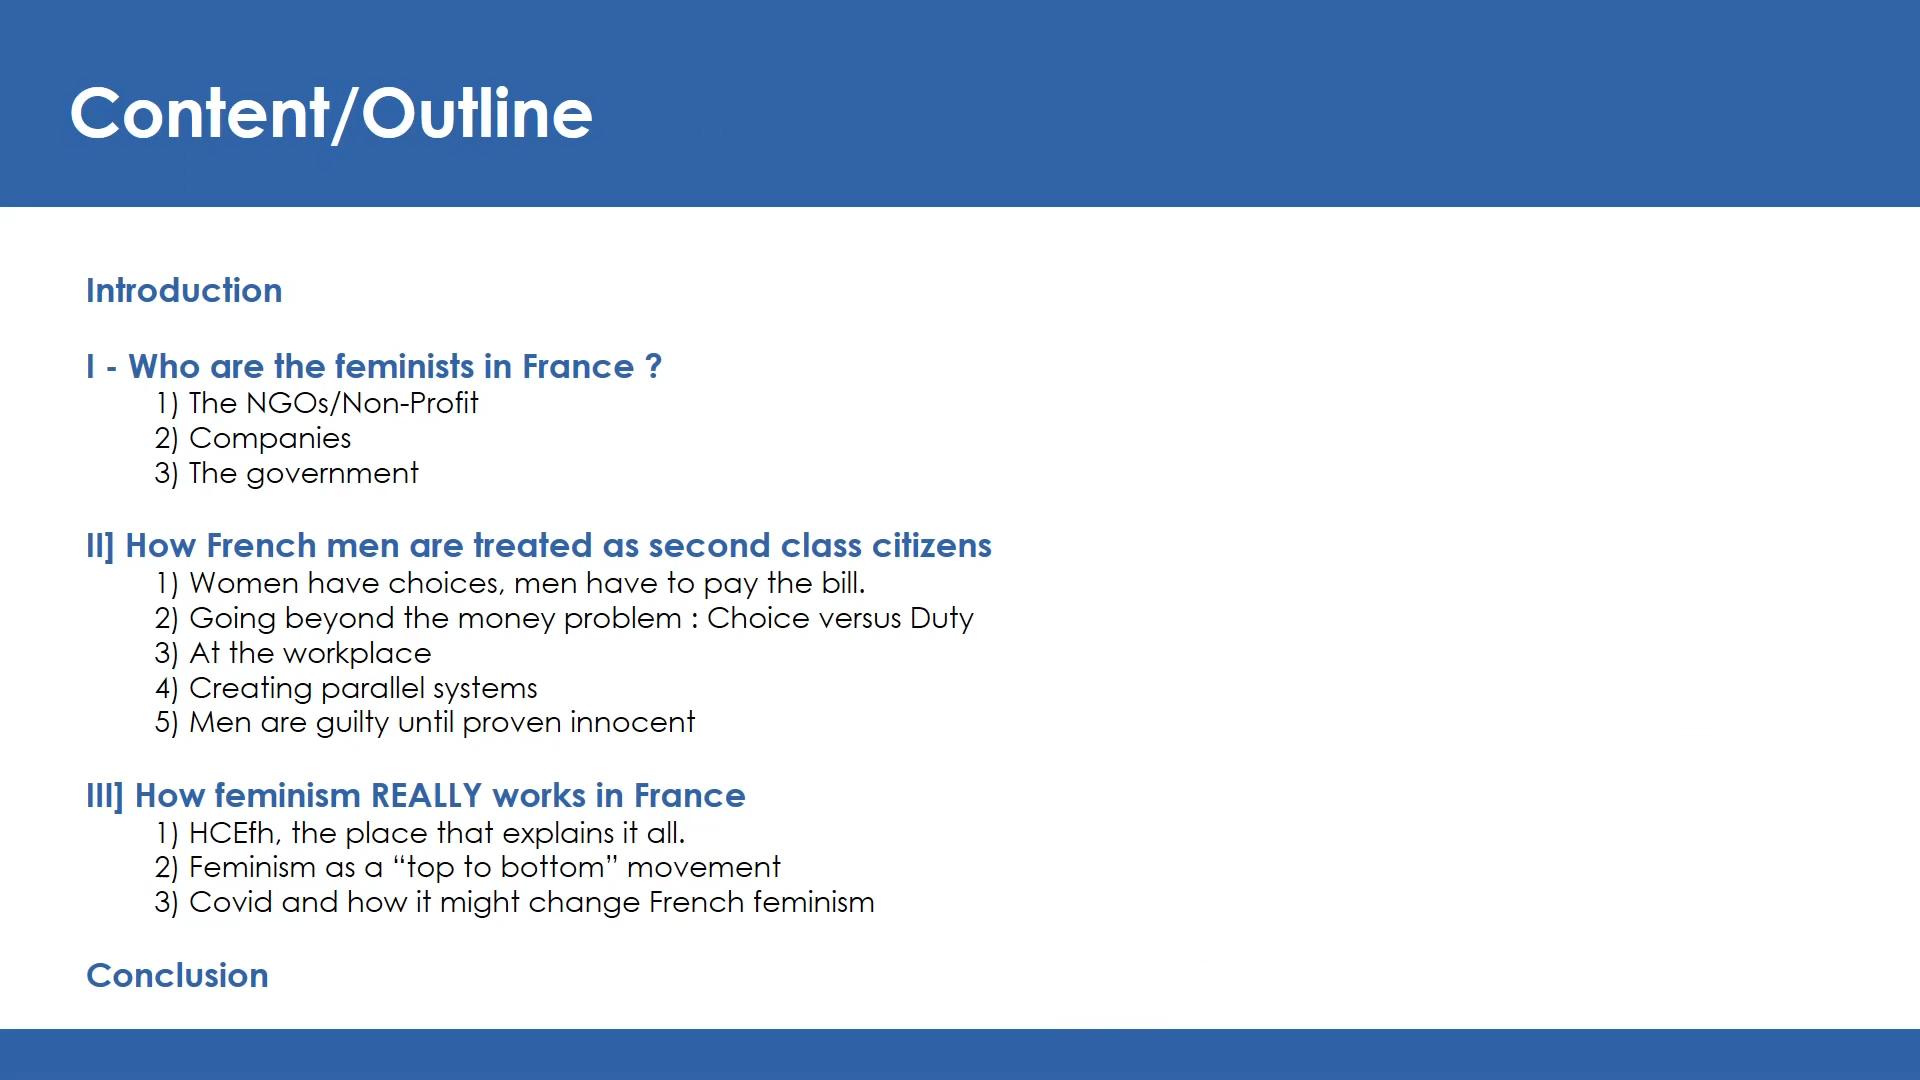 Content/Outline
Introduction
I - Who are the feminists in France ?
1) The NGOs/Non-Profit
2) Companies
3) The government
II] How French men are treated as second class citizens
1) Women have choices, men have to pay the bill.
2) Going beyond the money problem : Choice versus Duty
3) At the workplace
4) Creating parallel systems
5) Men are guilty until proven innocent
III] How feminism REALLY works in France
1) HCEfh, the place that explains it all.
2) Feminism as a “top to bottom” movement
3) Covid and how it might change French feminism
Conclusion